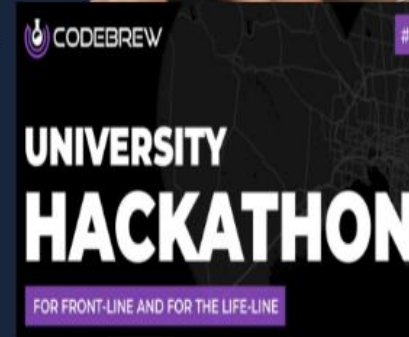 CODEBREW
#
UNIVERSITY
HACKATHON
FOR FRONT-LINE AND FOR THE LIFE-LINE